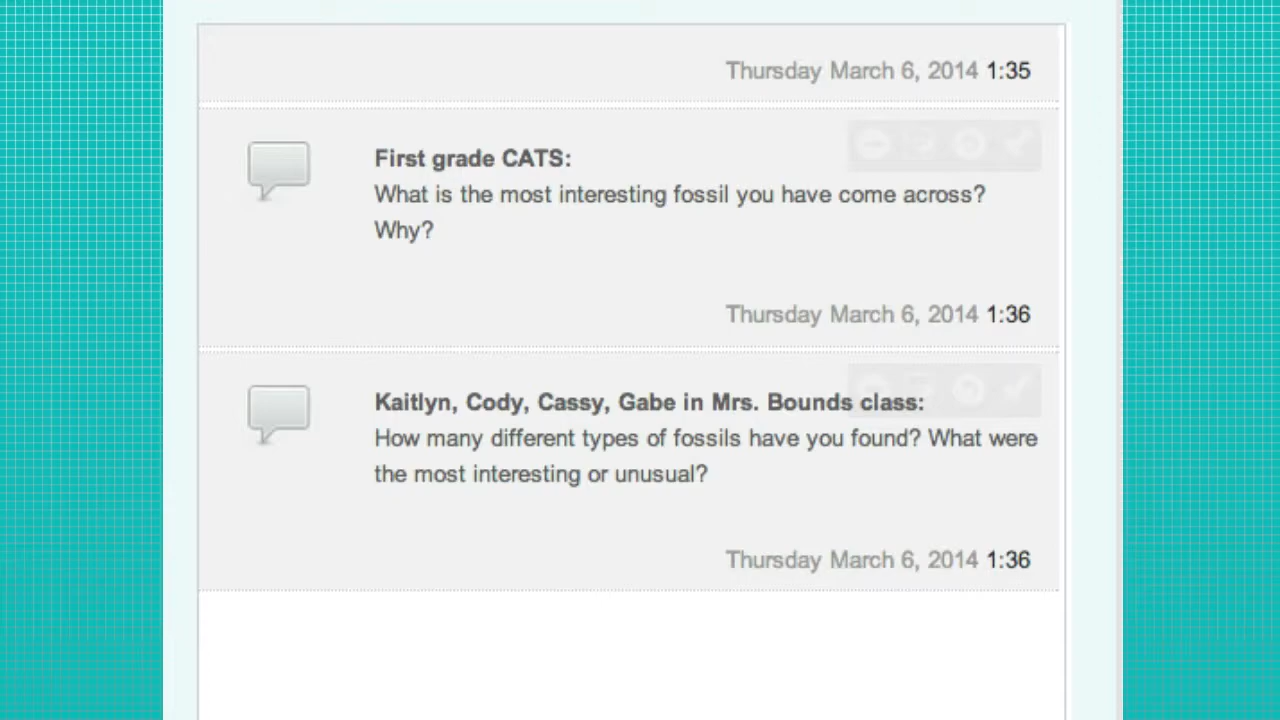 Thursday March 6, 2014 1:35
First grade CATS:
What is the most interesting fossil you have come across?
Why?
Thursday March 6, 2014 1:36
Kaitlyn, Cody, Cassy, Gabe in Mrs. Bounds class:
How many different types of fossils have you found? What were
the most interesting or unusual?
Thursday March 6, 2014 1:36